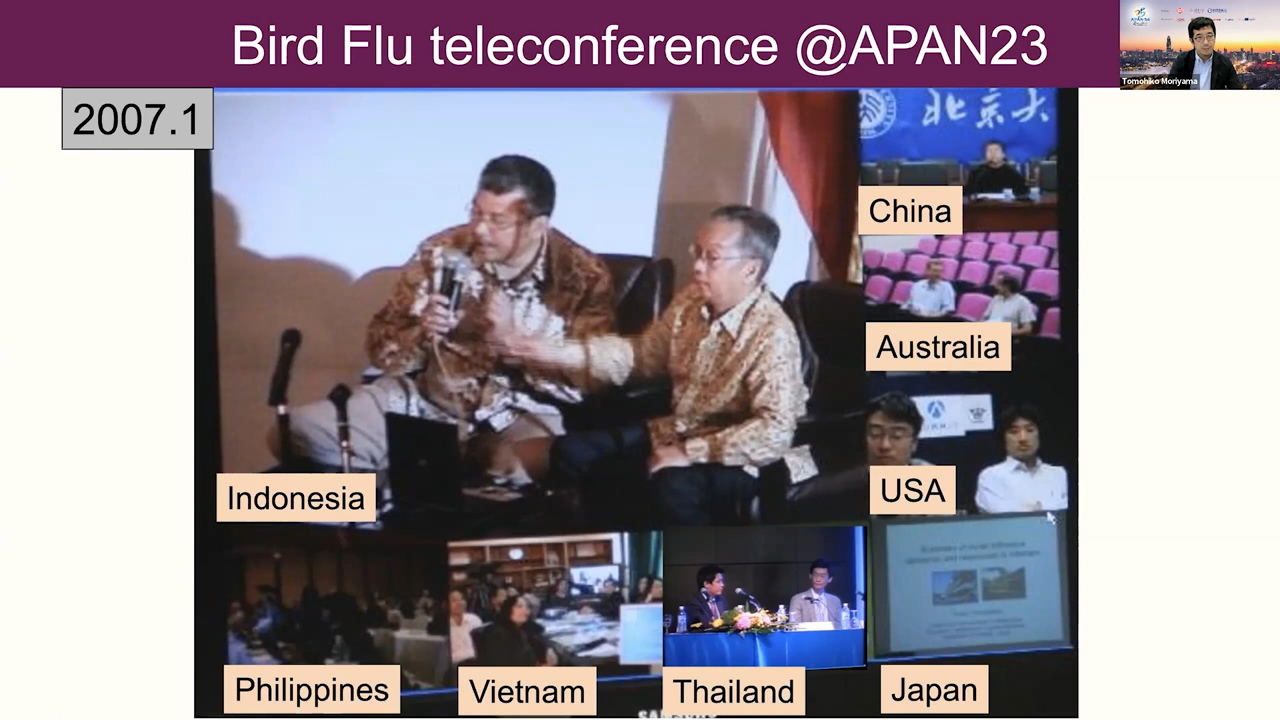 Bird Flu teleconference @APAN23
Tomohiko Moriyama
2007.1
北京大
China
Australia
USA
Indonesia
Philippines
Vietnam
Thailand
Japan
SAMSUNG